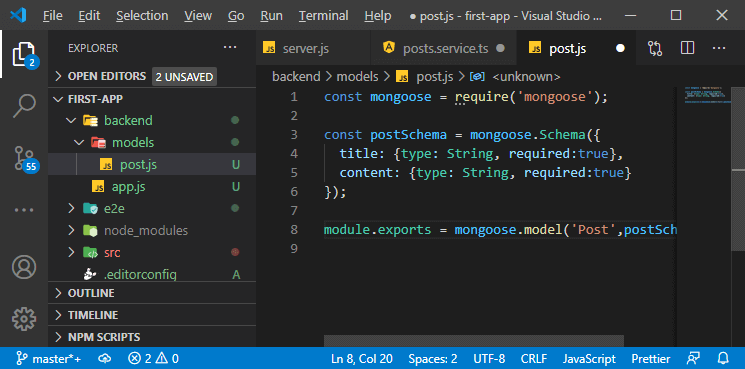 File Edit Selection View Go Run Terminal Help ● post.js - first-app - Visual Studio ...
EXPLORER
OPEN EDITORS 2 UNSAVED
FIRST-APP
backend
models
JS post.js U
JS app.js U
e2e
node_modules
src
.editorconfig A
OUTLINE
TIMELINE
NPM SCRIPTS
2
55
JS server.js posts.service.ts ● JS post.js ●
backend > models > JS post.js > <unknown>
1 const mongoose = require('mongoose');
2
3 const postSchema = mongoose.Schema({
4 title: {type: String, required:true},
5 content: {type: String, required:true}
6 });
7
8 module.exports = mongoose.model('Post',postSch
9
master*+ 2 0 Ln 8, Col 20 Spaces: 2 UTF-8 CRLF JavaScript Prettier